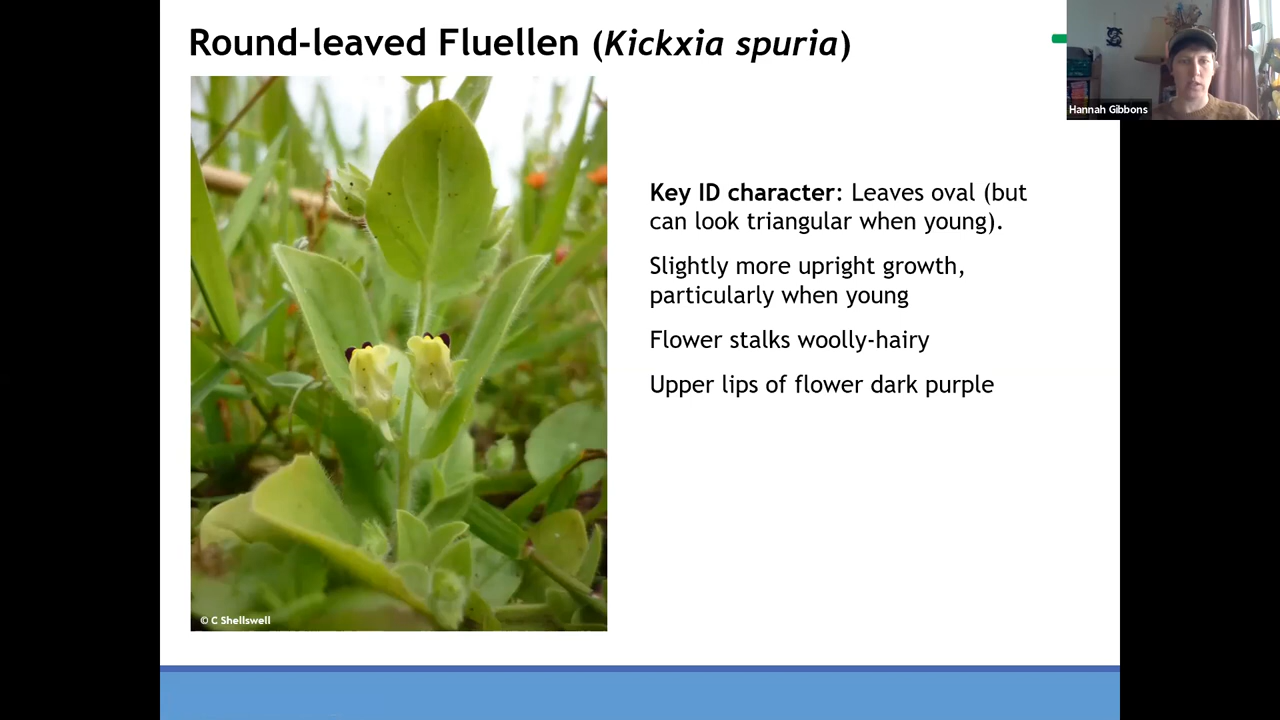 Round-leaved Fluellen (Kickxia spuria)
Hannah Gibbons
Key ID character: Leaves oval (but
can look triangular when young).
Slightly more upright growth,
particularly when young
Flower stalks woolly-hairy
Upper lips of flower dark purple
© C Shellswell